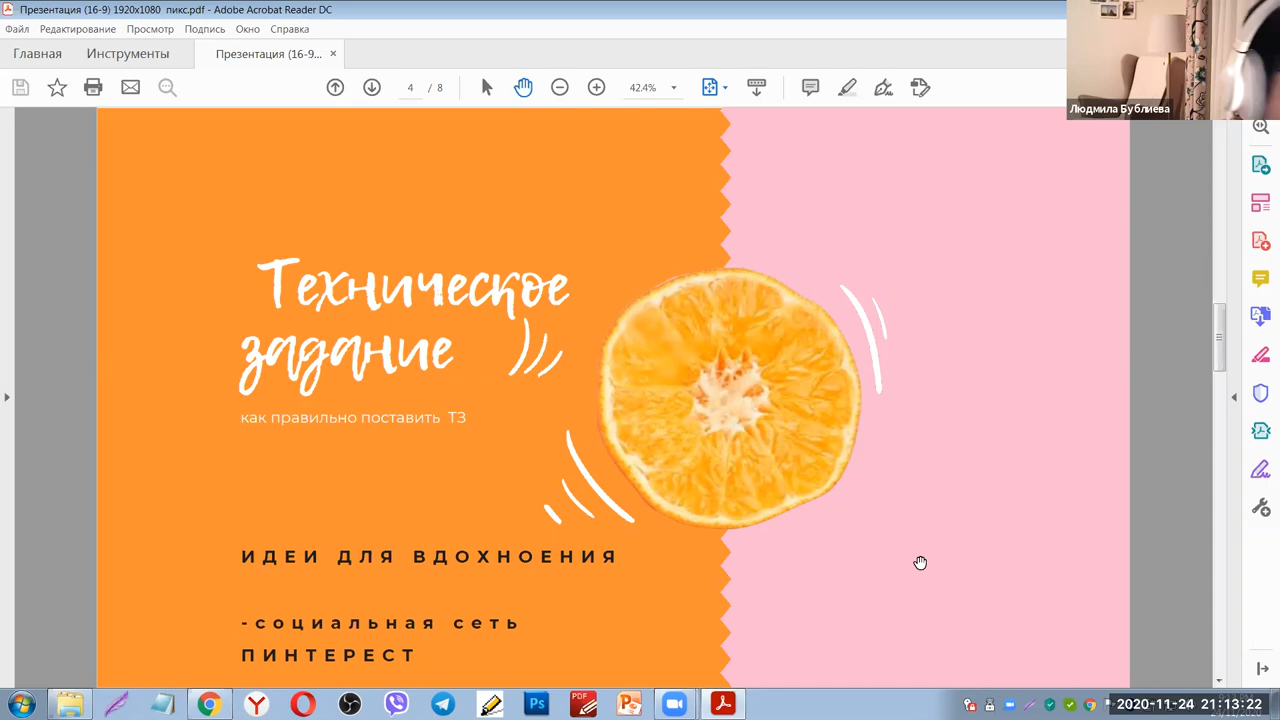 Презентация (16-9) 1920x1080 пикс.pdf - Adobe Acrobat Reader DC
Файл Редактирование Просмотр Подпись Окно Справка
Главная Инструменты Презентация (16-9... ×
4 / 8 42.4%
Людмила Бублиева
Техническое
задание
как правильно поставить ТЗ
ИДЕИ ДЛЯ ВДОХНОЕНИЯ
-социальная сеть
ПИНТЕРЕСТ
2020-11-24 21:13:22